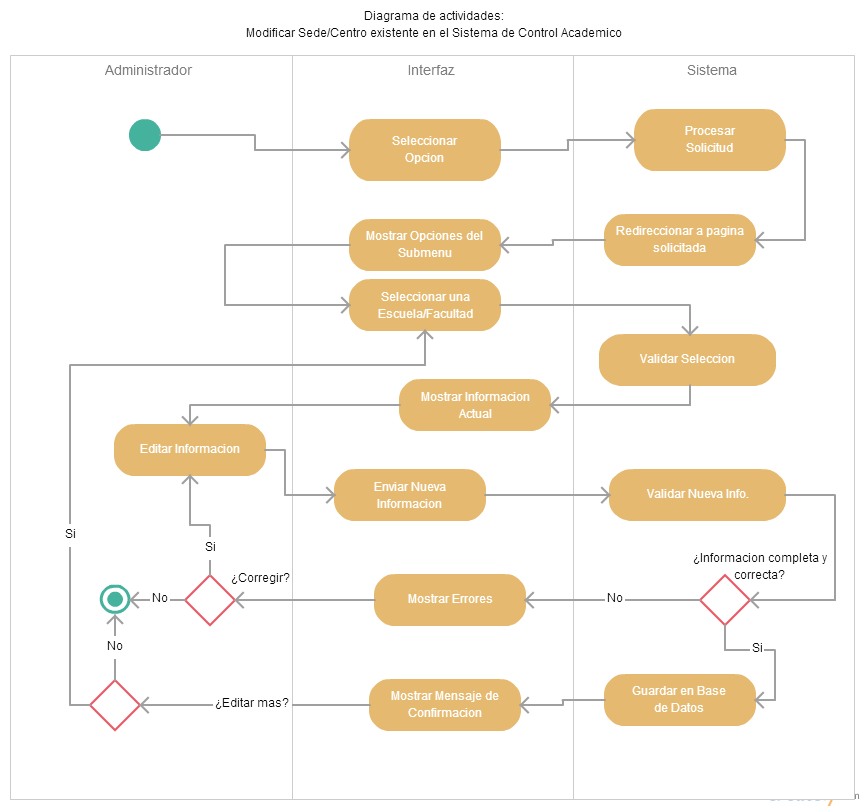 Diagrama de actividades:
Modificar Sede/Centro existente en el Sistema de Control Academico
Administrador
Interfaz
Sistema
Seleccionar
Opcion
Procesar
Solicitud
Mostrar Opciones del
Submenu
Redireccionar a pagina
solicitada
Seleccionar una
Escuela/Facultad
Validar Seleccion
Mostrar Informacion
Actual
Editar Informacion
Enviar Nueva
Informacion
Validar Nueva Info.
Si
Si
¿Informacion completa y
correcta?
¿Corregir?
No
Mostrar Errores
No
No
Si
¿Editar mas?
Mostrar Mensaje de
Confirmacion
Guardar en Base
de Datos